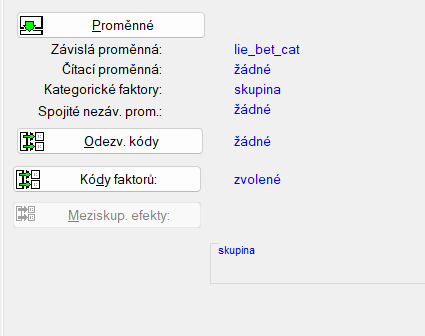 Proměnné
Závislá proměnná: lie_bet_cat
Čítací proměnná: žádné
Kategorické faktory: skupina
Spojité nezáv. prom.: žádné
Odezv. kódy žádné
Kódy faktorů: zvolené
Meziskup. efekty:
skupina